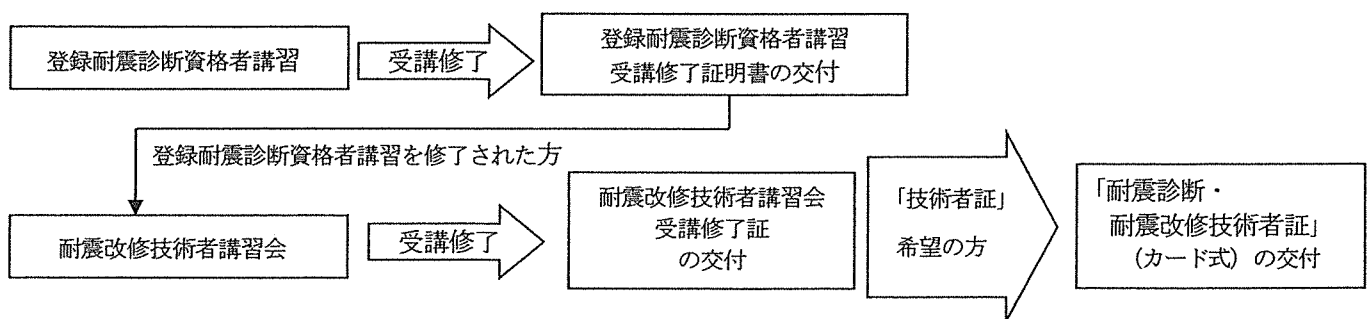 登録耐震診断資格者講習
受講修了
登録耐震診断資格者講習
受講修了証明書の交付
登録耐震診断資格者講習を修了された方
耐震改修技術者講習会
受講修了
耐震改修技術者講習会
受講修了証
の交付
「技術者証」
希望の方
「耐震診断・
耐震改修技術者証」
（カード式）の交付